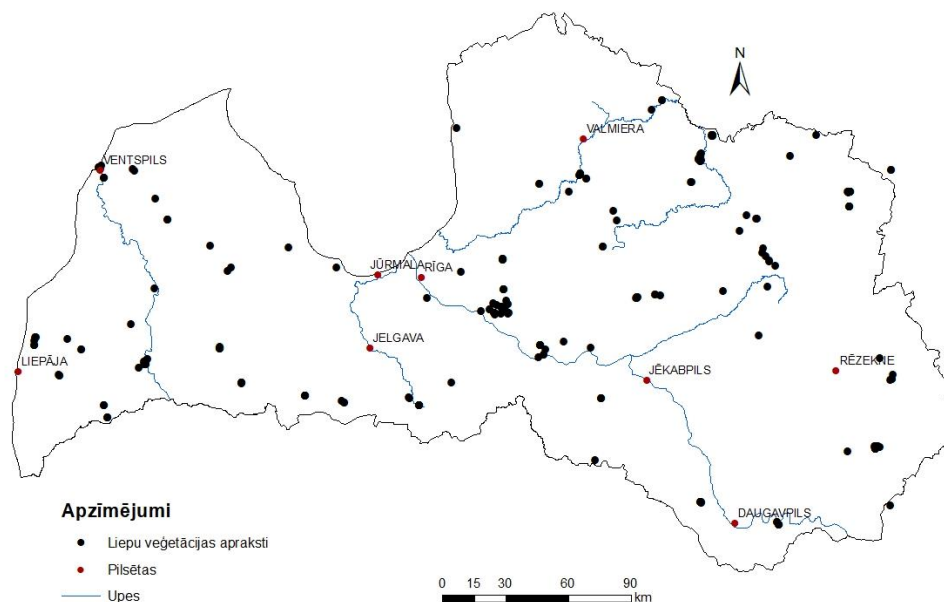 N
VALMIERA
VENTSPILS
JŪRMALA
RĪGA
JELGAVA
LIEPĀJA
JĒKABPILS
RĒZEKNE
DAUGAVPILS
Apzīmējumi
Liepu veģetācijas apraksti
Pilsētas
Upes
0 15 30 60 90
km